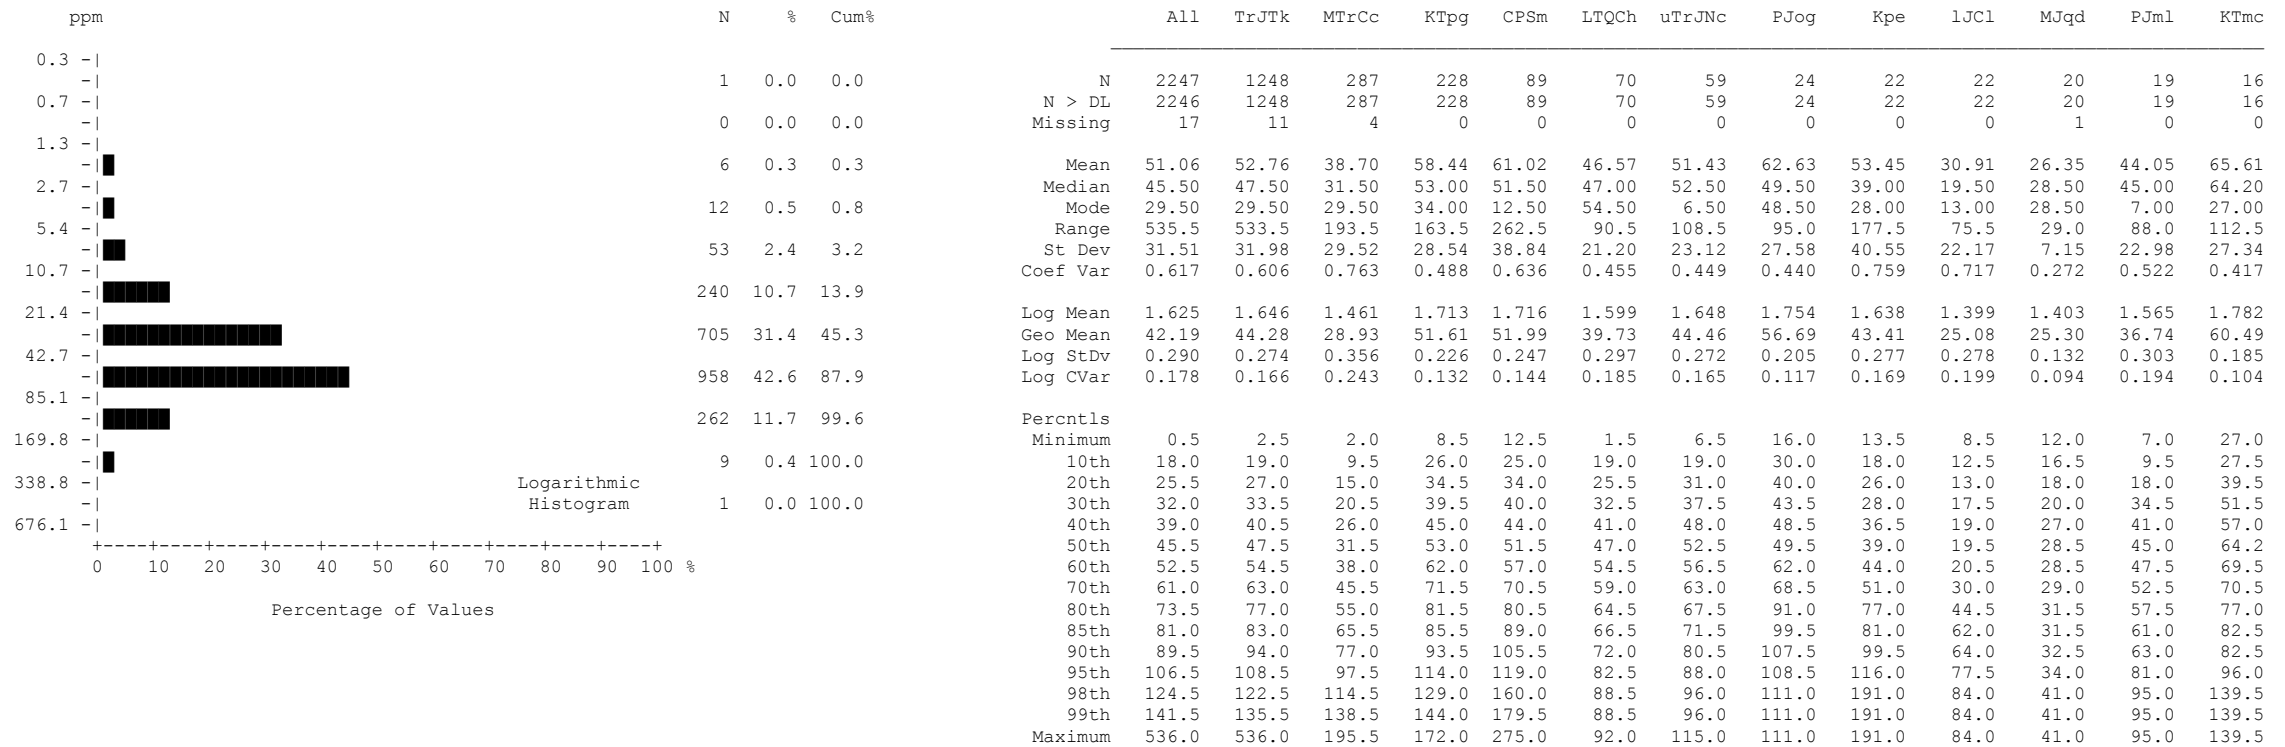 ppm N % Cum% All TrJTk MTrCc KTpg CPSm LTQCh uTrJNc PJog Kpe lJCl MJqd PJml KTmc
0.3 -|
-| 1 0.0 0.0 N 2247 1248 287 228 89 70 59 24 22 22 20 19 16
0.7 -| N > DL 2246 1248 287 228 89 70 59 24 22 22 20 19 16
-| 0 0.0 0.0 Missing 17 11 4 0 0 0 0 0 0 0 1 0 0
1.3 -|
-| 6 0.3 0.3 Mean 51.06 52.76 38.70 58.44 61.02 46.57 51.43 62.63 53.45 30.91 26.35 44.05 65.61
2.7 -| Median 45.50 47.50 31.50 53.00 51.50 47.00 52.50 49.50 39.00 19.50 28.50 45.00 64.20
-| 12 0.5 0.8 Mode 29.50 29.50 29.50 34.00 12.50 54.50 6.50 48.50 28.00 13.00 28.50 7.00 27.00
5.4 -| Range 535.5 533.5 193.5 163.5 262.5 90.5 108.5 95.0 177.5 75.5 29.0 88.0 112.5
-| 53 2.4 3.2 St Dev 31.51 31.98 29.52 28.54 38.84 21.20 23.12 27.58 40.55 22.17 7.15 22.98 27.34
10.7 -| Coef Var 0.617 0.606 0.763 0.488 0.636 0.455 0.449 0.440 0.759 0.717 0.272 0.522 0.417
-| 240 10.7 13.9
21.4 -| Log Mean 1.625 1.646 1.461 1.713 1.716 1.599 1.648 1.754 1.638 1.399 1.403 1.565 1.782
-| 705 31.4 45.3 Geo Mean 42.19 44.28 28.93 51.61 51.99 39.73 44.46 56.69 43.41 25.08 25.30 36.74 60.49
42.7 -| Log StDv 0.290 0.274 0.356 0.226 0.247 0.297 0.272 0.205 0.277 0.278 0.132 0.303 0.185
-| 958 42.6 87.9 Log CVar 0.178 0.166 0.243 0.132 0.144 0.185 0.165 0.117 0.169 0.199 0.094 0.194 0.104
85.1 -|
-| 262 11.7 99.6 Percntls
169.8 -| Minimum 0.5 2.5 2.0 8.5 12.5 1.5 6.5 16.0 13.5 8.5 12.0 7.0 27.0
-| 9 0.4 100.0 10th 18.0 19.0 9.5 26.0 25.0 19.0 19.0 30.0 18.0 12.5 16.5 9.5 27.5
338.8 -| Logarithmic 20th 25.5 27.0 15.0 34.5 34.0 25.5 31.0 40.0 26.0 13.0 18.0 18.0 39.5
-| Histogram 1 0.0 100.0 30th 32.0 33.5 20.5 39.5 40.0 32.5 37.5 43.5 28.0 17.5 20.0 34.5 51.5
676.1 -| 40th 39.0 40.5 26.0 45.0 44.0 41.0 48.0 48.5 36.5 19.0 27.0 41.0 57.0
+----+----+----+----+----+----+----+----+----+----+ 50th 45.5 47.5 31.5 53.0 51.5 47.0 52.5 49.5 39.0 19.5 28.5 45.0 64.2
0 10 20 30 40 50 60 70 80 90 100 % 60th 52.5 54.5 38.0 62.0 57.0 54.5 56.5 62.0 44.0 20.5 28.5 47.5 69.5
70th 61.0 63.0 45.5 71.5 70.5 59.0 63.0 68.5 51.0 30.0 29.0 52.5 70.5
Percentage of Values 80th 73.5 77.0 55.0 81.5 80.5 64.5 67.5 91.0 77.0 44.5 31.5 57.5 77.0
85th 81.0 83.0 65.5 85.5 89.0 66.5 71.5 99.5 81.0 62.0 31.5 61.0 82.5
90th 89.5 94.0 77.0 93.5 105.5 72.0 80.5 107.5 99.5 64.0 32.5 63.0 82.5
95th 106.5 108.5 97.5 114.0 119.0 82.5 88.0 108.5 116.0 77.5 34.0 81.0 96.0
98th 124.5 122.5 114.5 129.0 160.0 88.5 96.0 111.0 191.0 84.0 41.0 95.0 139.5
99th 141.5 135.5 138.5 144.0 179.5 88.5 96.0 111.0 191.0 84.0 41.0 95.0 139.5
Maximum 536.0 536.0 195.5 172.0 275.0 92.0 115.0 111.0 191.0 84.0 41.0 95.0 139.5